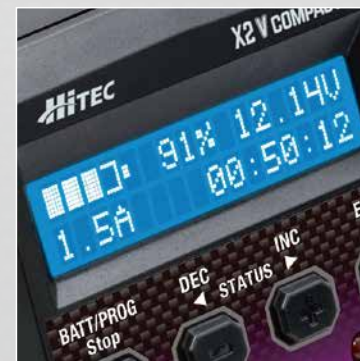 X2 V COMPA
HiTEC
91% 12.14V
1.5A 00:50:12
BATT/PROG
Stop
DEC
STATUS
INC